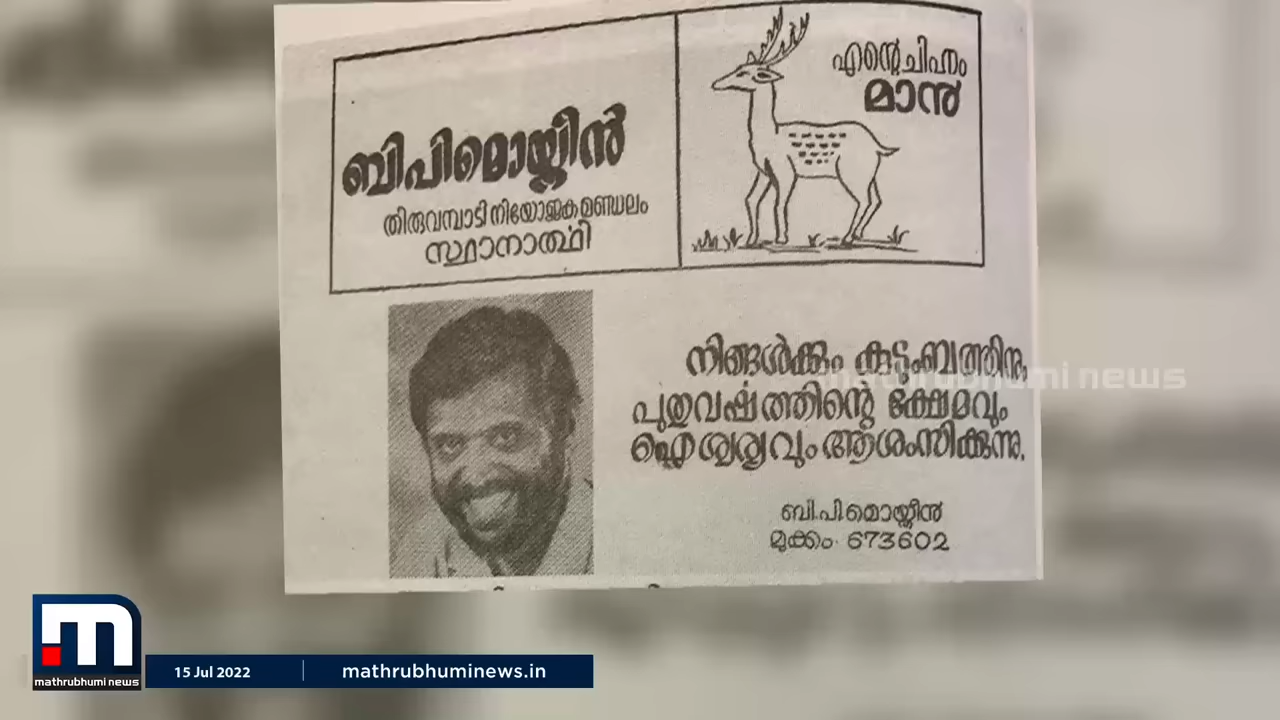 ബി പി മൊയ്തീൻ
തിരുവമ്പാടി നിയോജകമണ്ഡലം
സ്ഥാനാർത്ഥി
എന്റെ ചിഹ്നം
മാൻ
നിങ്ങൾക്കും കുടുംബത്തിനും
പുതുവർഷത്തിന്റെ ക്ഷേമവും
ഐശ്വര്യവും ആശംസിക്കുന്നു.
ബി.പി മൊയ്തീൻ
മുക്കം 673602
mathrubhumi news
m
mathrubhumi news
15 Jul 2022
mathrubhuminews.in